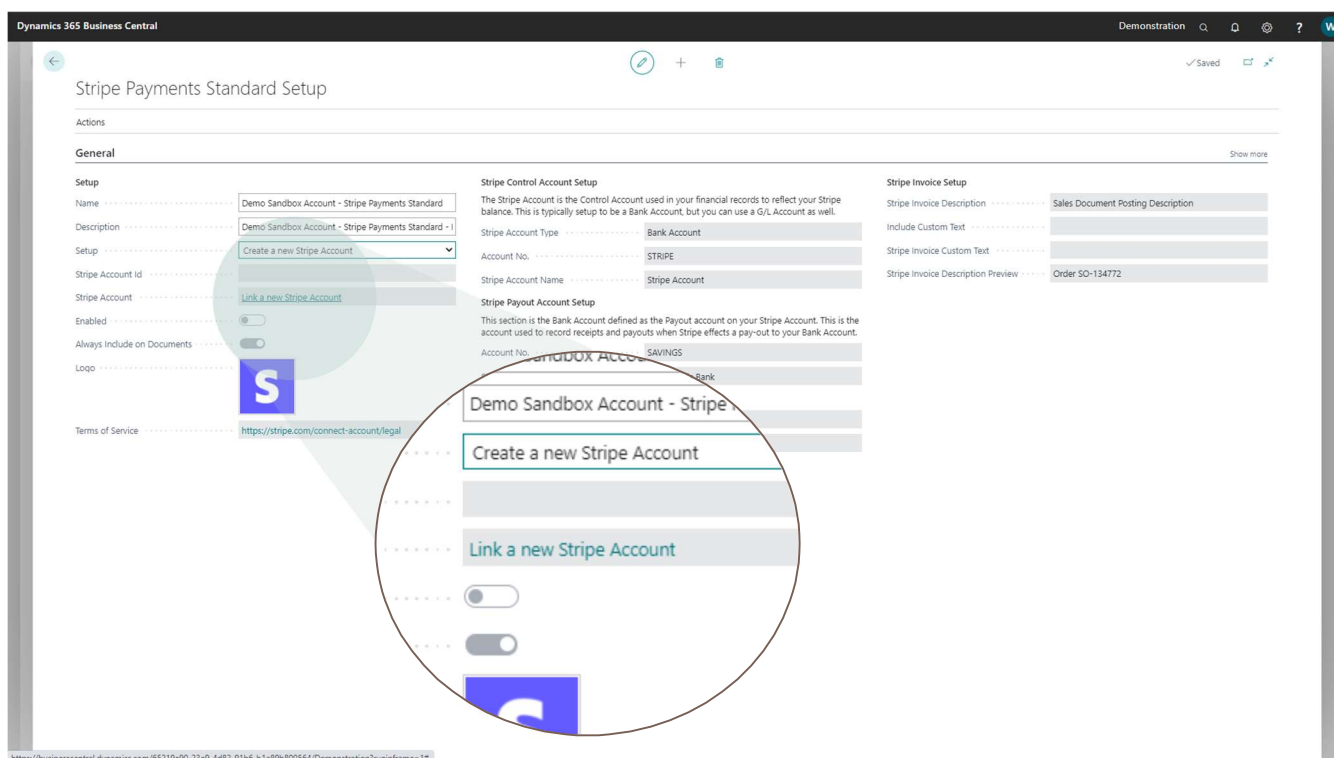 Dynamics 365 Business Central
Demonstration
?
W
Saved
Stripe Payments Standard Setup
Actions
General
Show more
Setup
Name
Demo Sandbox Account - Stripe Payments Standard
Description
Demo Sandbox Account - Stripe Payments Standard -
Setup
Create a new Stripe Account
Stripe Account Id
Stripe Account
Link a new Stripe Account
Enabled
Always Include on Documents
Logo
S
Terms of Service
https://stripe.com/connect-account/legal
Stripe Control Account Setup
The Stripe Account is the Control Account used in your financial records to reflect your Stripe
balance. This is typically setup to be a Bank Account, but you can use a G/L Account as well.
Stripe Account Type
Bank Account
Account No.
STRIPE
Stripe Account Name
Stripe Account
Stripe Payout Account Setup
This section is the Bank Account defined as the Payout account on your Stripe Account. This is the
account used to record receipts and payouts when Stripe effects a pay-out to your Bank Account.
Account No.
SAVINGS
Bank
Stripe Invoice Setup
Stripe Invoice Description
Sales Document Posting Description
Include Custom Text
Stripe Invoice Custom Text
Stripe Invoice Description Preview
Order SO-134772
Demo Sandbox Account - Stripe
Create a new Stripe Account
Link a new Stripe Account
S